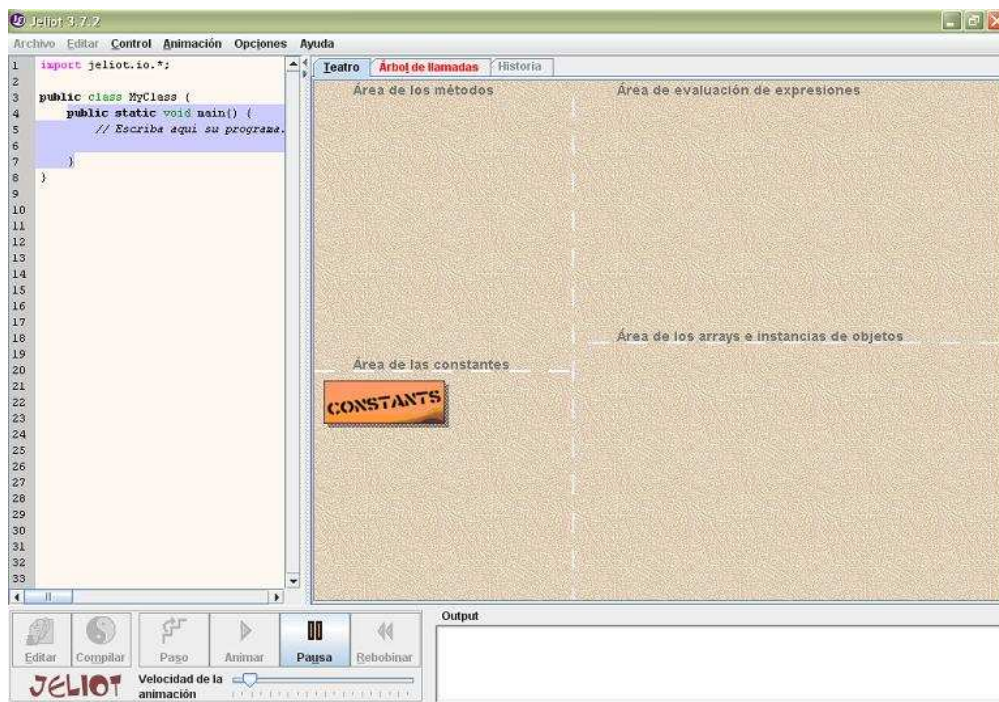 Jeliot 3.7.2
Archivo Editar Control Animación Opciones Ayuda
1 import jeliot.io.*;
2
3 public class MyClass {
4 public static void main() {
5 // Escriba aqui su programa.
6
7 }
8 }
9
10
11
12
13
14
15
16
17
18
19
20
21
22
23
24
25
26
27
28
29
30
31
32
33
Teatro Árbol de llamadas Historia
Área de los métodos
Área de evaluación de expresiones
Área de los arrays e instancias de objetos
Área de las constantes
CONSTANTS
Editar Compilar Paso Animar Pausa Rebobinar
JELIOT
Velocidad de la
animación
Output